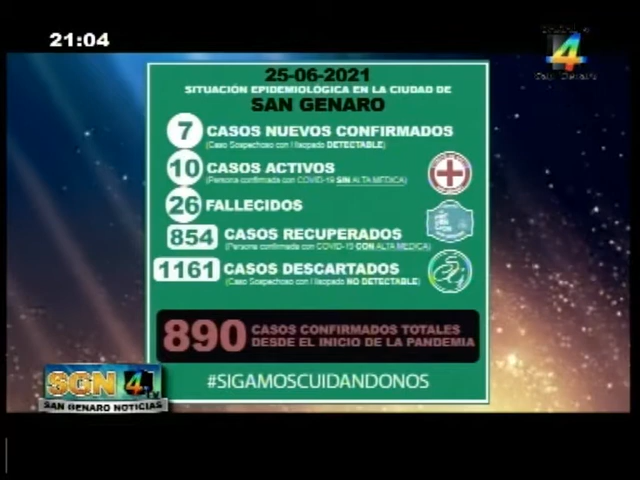 21:04
4
25-06-2021
SITUACIÓN EPIDEMIOLÓGICA EN LA CIUDAD DE
SAN GENARO
7 CASOS NUEVOS CONFIRMADOS
(Caso Sospechoso con Hisopado DETECTABLE)
10 CASOS ACTIVOS
(Persona confirmada con COVID-19 SIN ALTA MEDICA)
26 FALLECIDOS
854 CASOS RECUPERADOS
(Persona confirmada con COVID-19 CON ALTA MEDICA)
1161 CASOS DESCARTADOS
(Caso Sospechoso con Hisopado NO DETECTABLE)
890 CASOS CONFIRMADOS TOTALES
DESDE EL INICIO DE LA PANDEMIA
#SIGAMOSCUIDANDONOS
SGN 4
SAN GENARO NOTICIAS